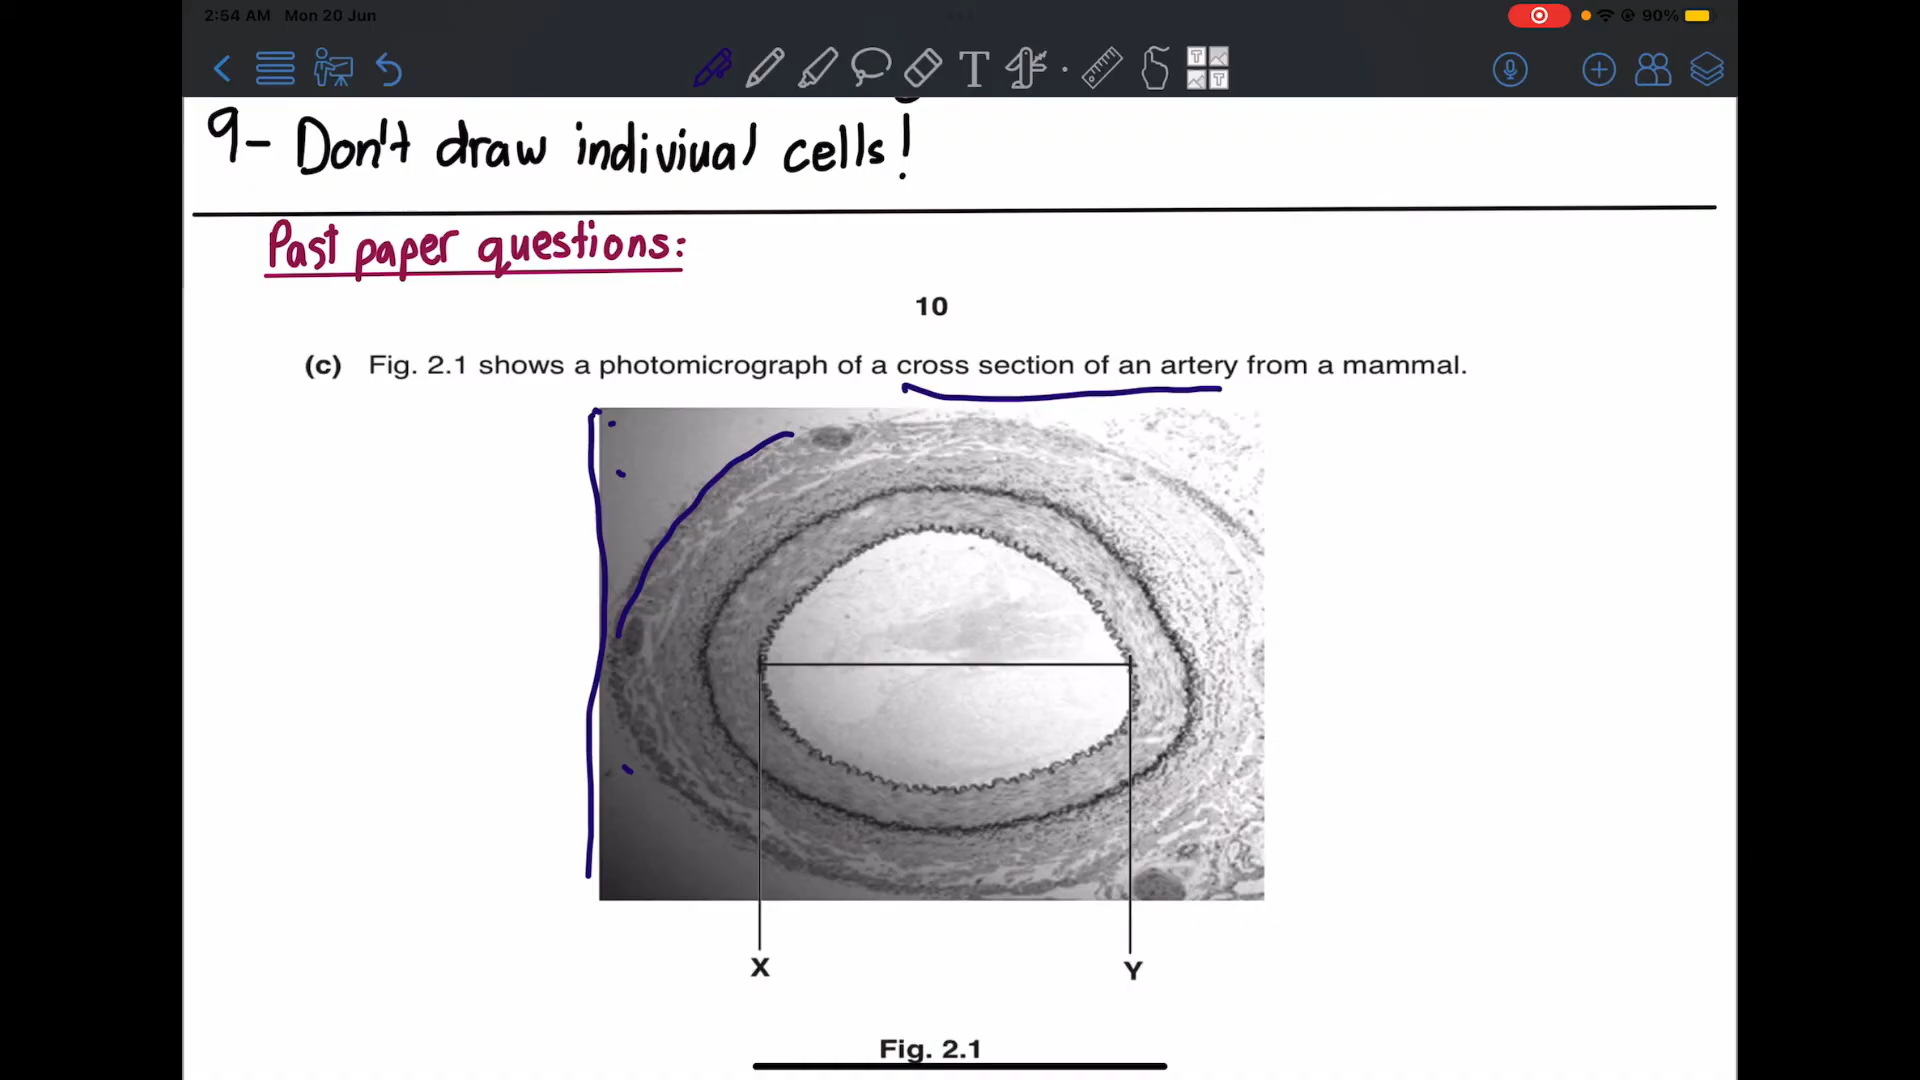 2:54 AM Mon 20 Jun
90%
T
9- Don't draw indiviual cells!
Past paper questions:
10
(c) Fig. 2.1 shows a photomicrograph of a cross section of an artery from a mammal.
X
Y
Fig. 2.1